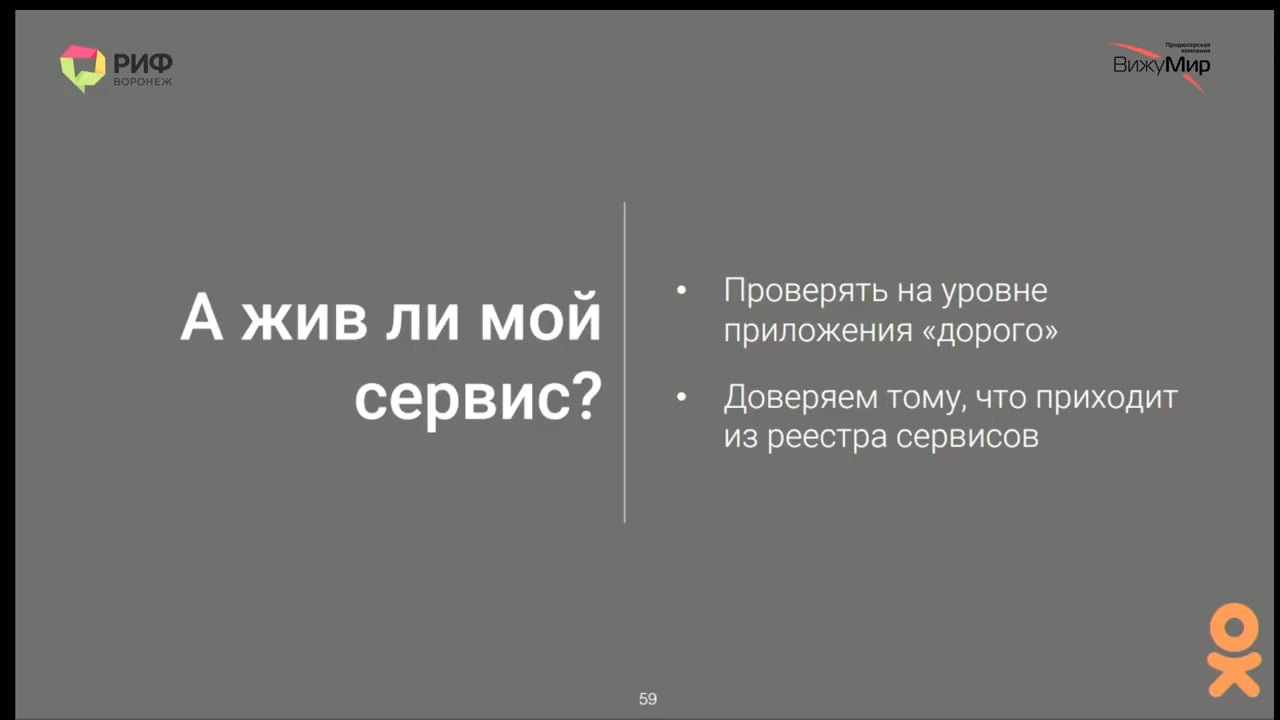 РИФ
ВОРОНЕЖ
Продюсерская
компания
ВижуМир
А жив ли мой
сервис?
• Проверять на уровне
приложения «дорого»
• Доверяем тому, что приходит
из реестра сервисов
59